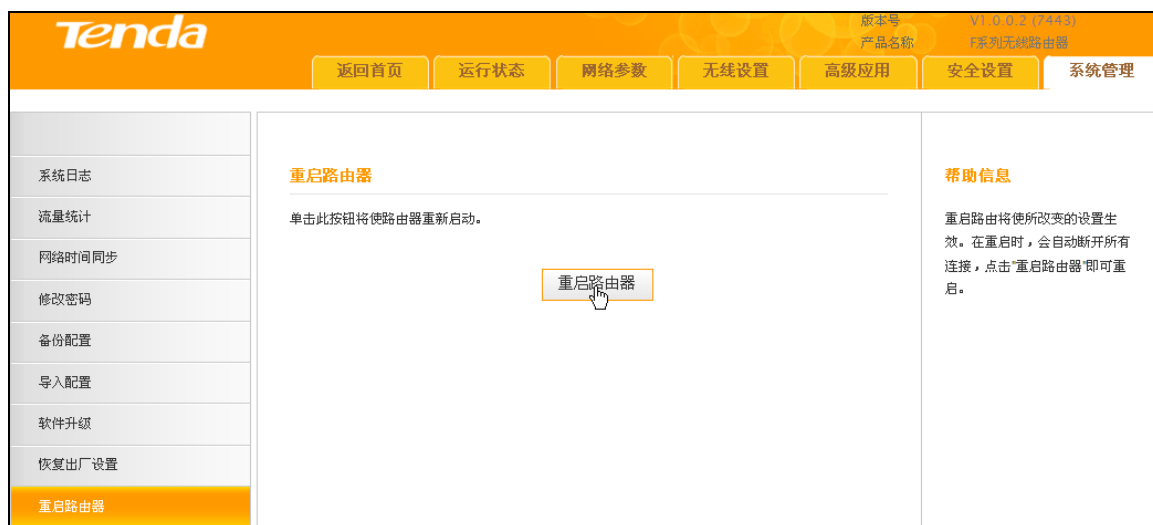 Tenda
版本号 V1.0.0.2 (7443)
产品名称 F系列无线路由器
返回首页 运行状态 网络参数 无线设置 高级应用 安全设置 系统管理
系统日志
流量统计
网络时间同步
修改密码
备份配置
导入配置
软件升级
恢复出厂设置
重启路由器
重启路由器
单击此按钮将使路由器重新启动。
重启路由器
帮助信息
重启路由将使所改变的设置生
效。在重启时，会自动断开所有
连接，点击"重启路由器"即可重
启。